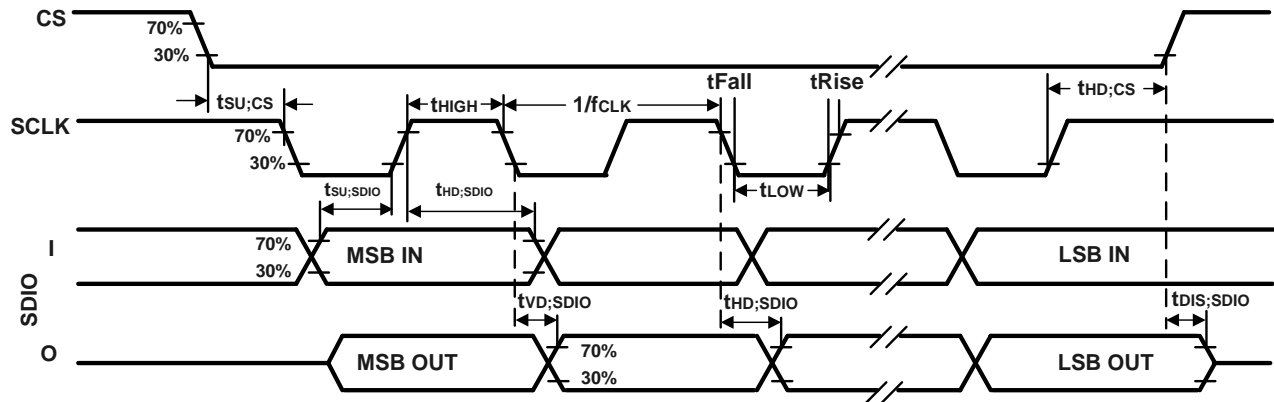 CS
70%
30%
tFall
tRise
tSU;CS
tHIGH
1/fCLK
tHD;CS
SCLK
70%
30%
tSU;SDIO
tHD;SDIO
tLOW
I
70%
30%
MSB IN
LSB IN
SDIO
tVD;SDIO
tHD;SDIO
tDIS;SDIO
O
MSB OUT
70%
30%
LSB OUT